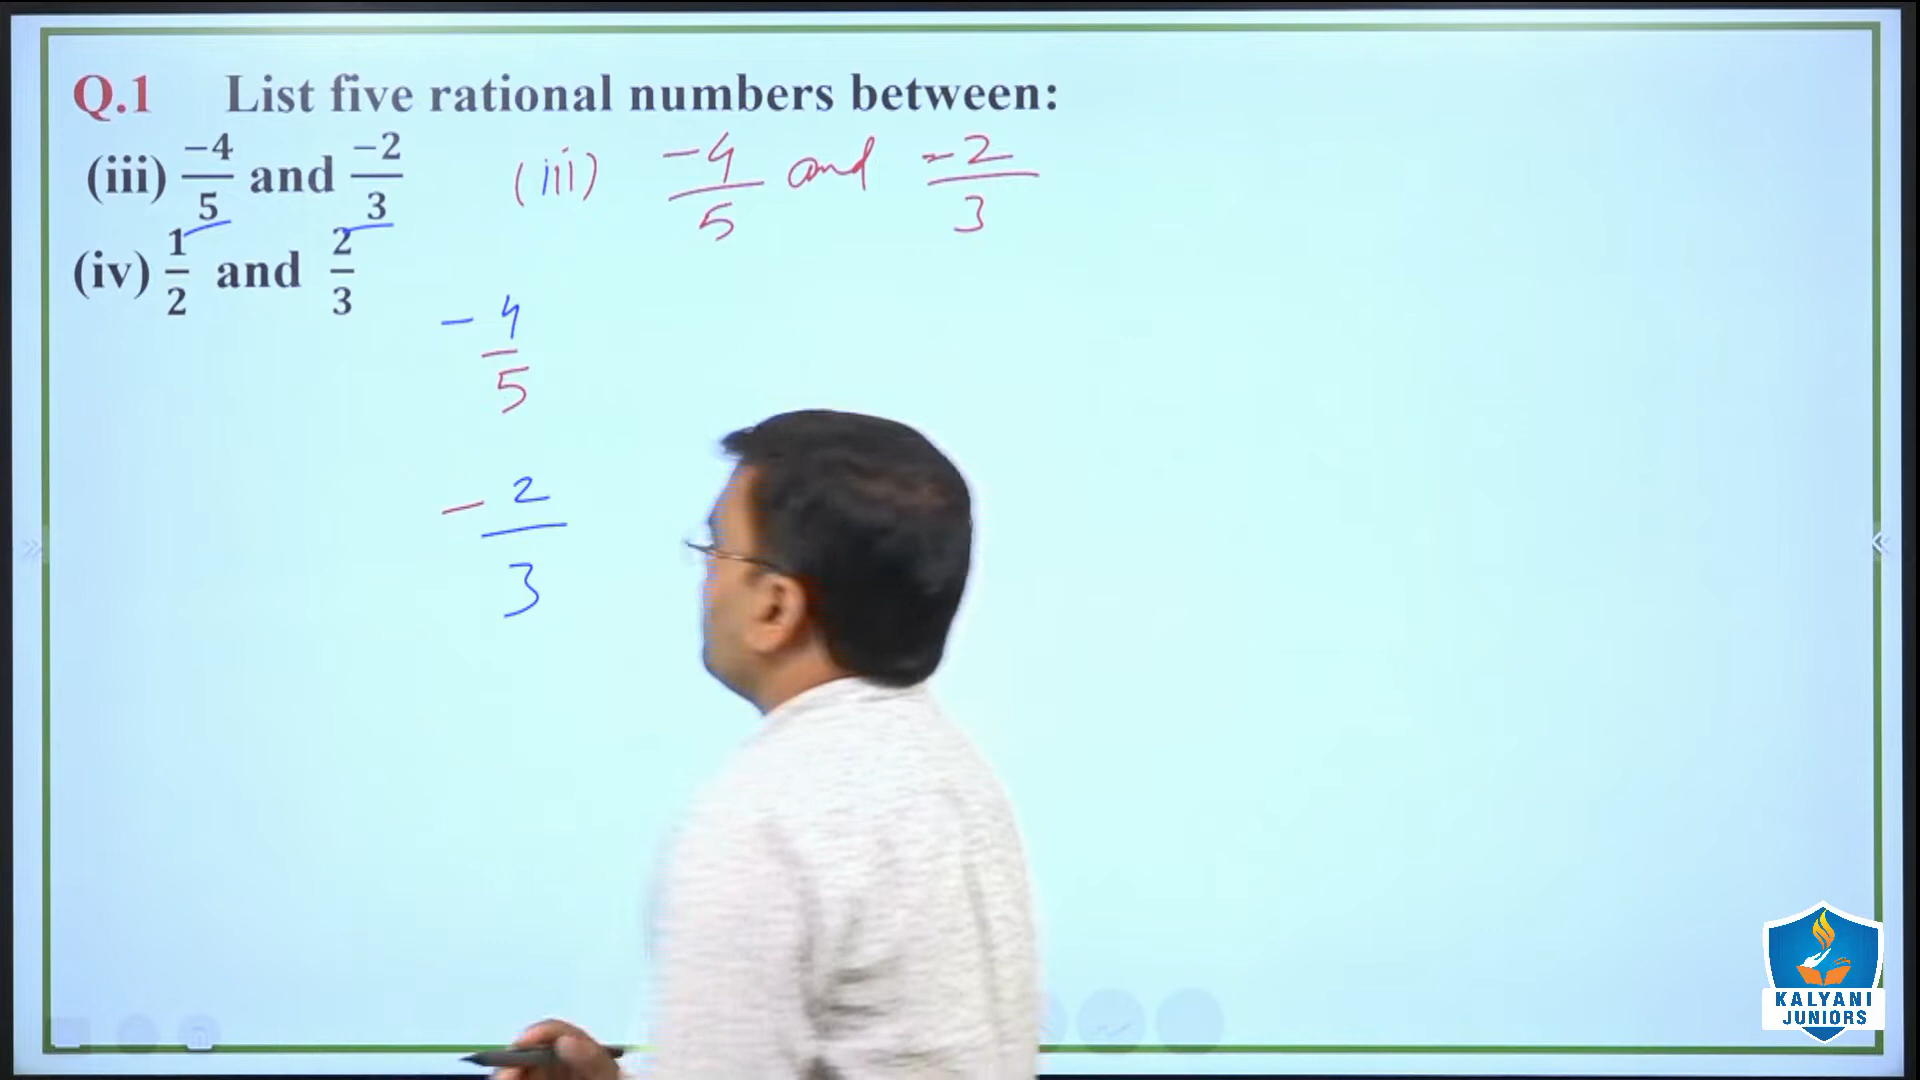 Q.1 List five rational numbers between:
(iii) −4/5 and −2/3
(iii) −4/5 and −2/3
(iv) 1/2 and 2/3
− 4/5
− 2/3
KALYANI
JUNIORS